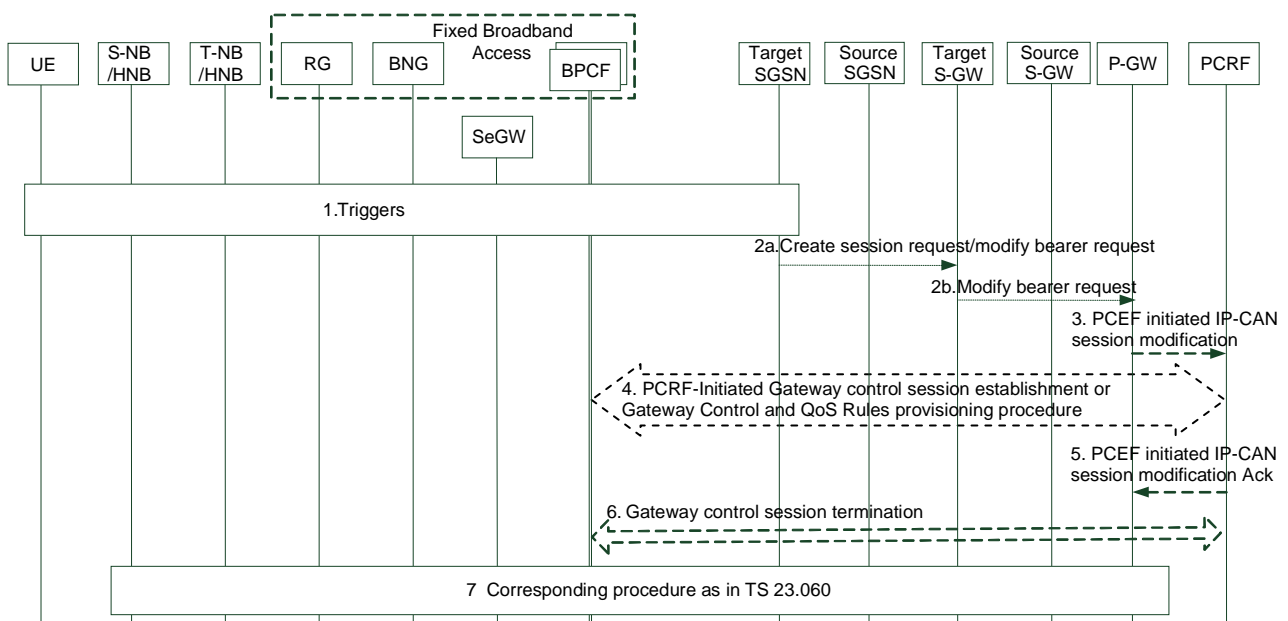 Fixed Broadband
Access
UE
S-NB
/HNB
T-NB
/HNB
RG
BNG
BPCF
Target
SGSN
Source
SGSN
Target
S-GW
Source
S-GW
P-GW
PCRF
SeGW
1.Triggers
2a.Create session request/modify bearer request
2b.Modify bearer request
3. PCEF initiated IP-CAN
session modification
4. PCRF-Initiated Gateway control session establishment or
Gateway Control and QoS Rules provisioning procedure
5. PCEF initiated IP-CAN
session modification Ack
6. Gateway control session termination
7 Corresponding procedure as in TS 23.060